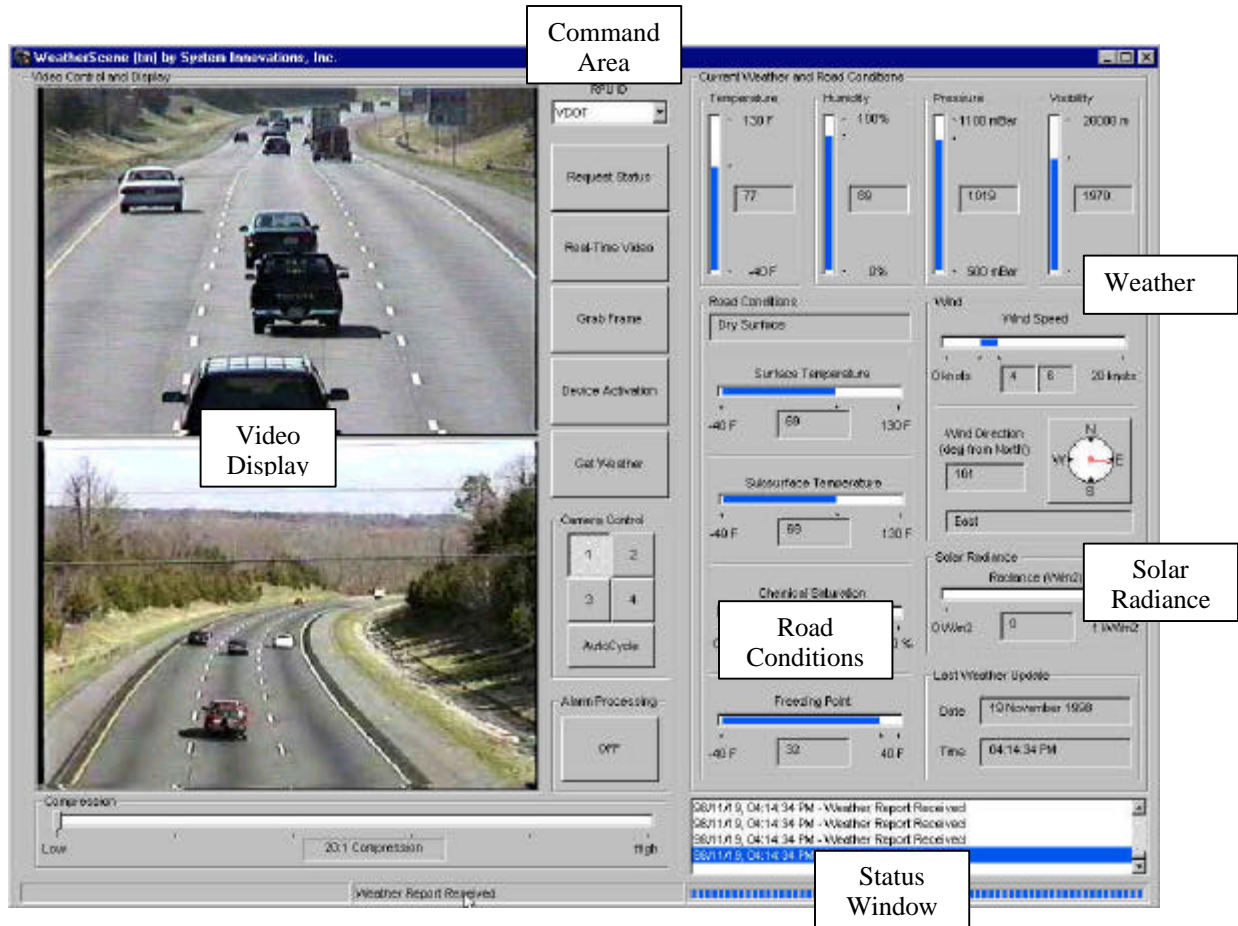 Command
Area
WeatherScene (tm) by System Innovations, Inc.
Video Control and Display
RPU ID
VDOT
Request Status
Real-Time Video
Grab Frame
Device Activation
Get Weather
Camera Control
1 2
3 4
AutoCycle
Alarm Processing
OFF
Video
Display
Compression
Low
20:1 Compression
High
Weather Report Received
Current Weather and Road Conditions
Temperature
130 F
77
-40 F
Humidity
100%
89
0%
Pressure
1100 mBar
1019
500 mBar
Visibility
20000 m
1970.
Weather
Road Conditions
Dry Surface
Surface Temperature
-40 F
69
130 F
Subsurface Temperature
-40 F
69
130 F
Chemical Saturation
%
Road
Conditions
Freezing Point
-40 F
32
40 F
Wind
Wind Speed
0 knots
4
6
20 knots
Wind Direction
(deg from North)
101
N
W E
S
East
Solar Radiance
Radiance (W/m2)
0 W/m2
0
1 W/m2
Solar
Radiance
Last Weather Update
Date
19 November 1998
Time
04:14:34 PM
98/11/19, 04:14:34 PM - Weather Report Received
98/11/19, 04:14:34 PM - Weather Report Received
98/11/19, 04:14:34 PM - Weather Report Received
98/11/19, 04:14:34 PM
Status
Window